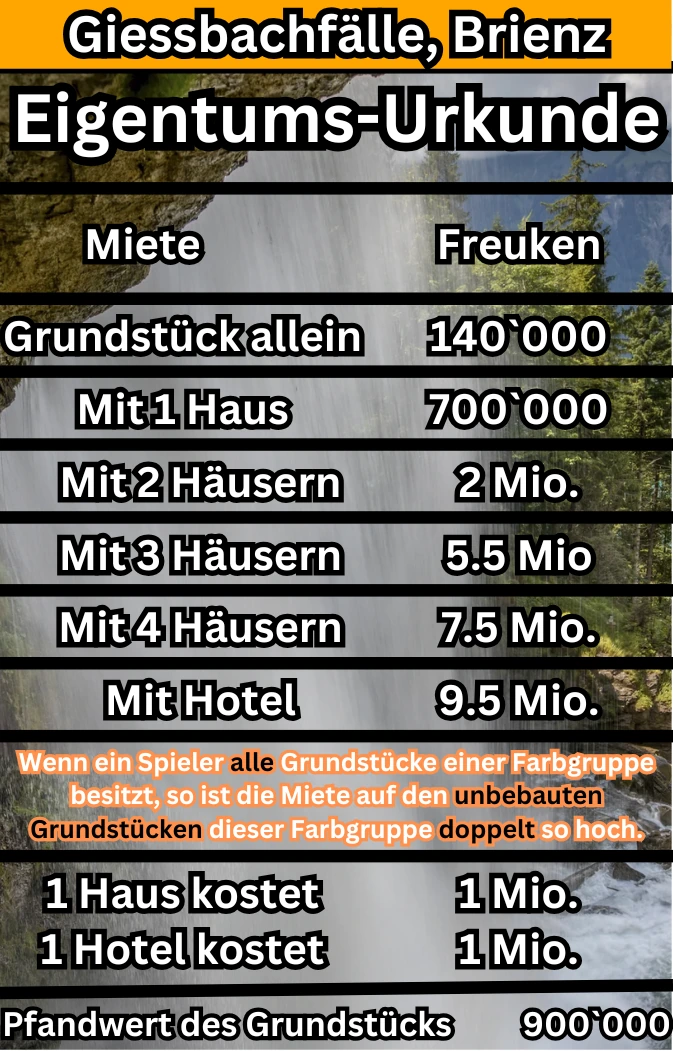 Giessbachfälle, Brienz
Eigentums-Urkunde
Miete Freuken
Grundstück allein 140`000
Mit 1 Haus 700`000
Mit 2 Häusern 2 Mio.
Mit 3 Häusern 5.5 Mio
Mit 4 Häusern 7.5 Mio.
Mit Hotel 9.5 Mio.
Wenn ein Spieler alle Grundstücke einer Farbgruppe
besitzt, so ist die Miete auf den unbebauten
Grundstücken dieser Farbgruppe doppelt so hoch.
1 Haus kostet 1 Mio.
1 Hotel kostet 1 Mio.
Pfandwert des Grundstücks 900`000